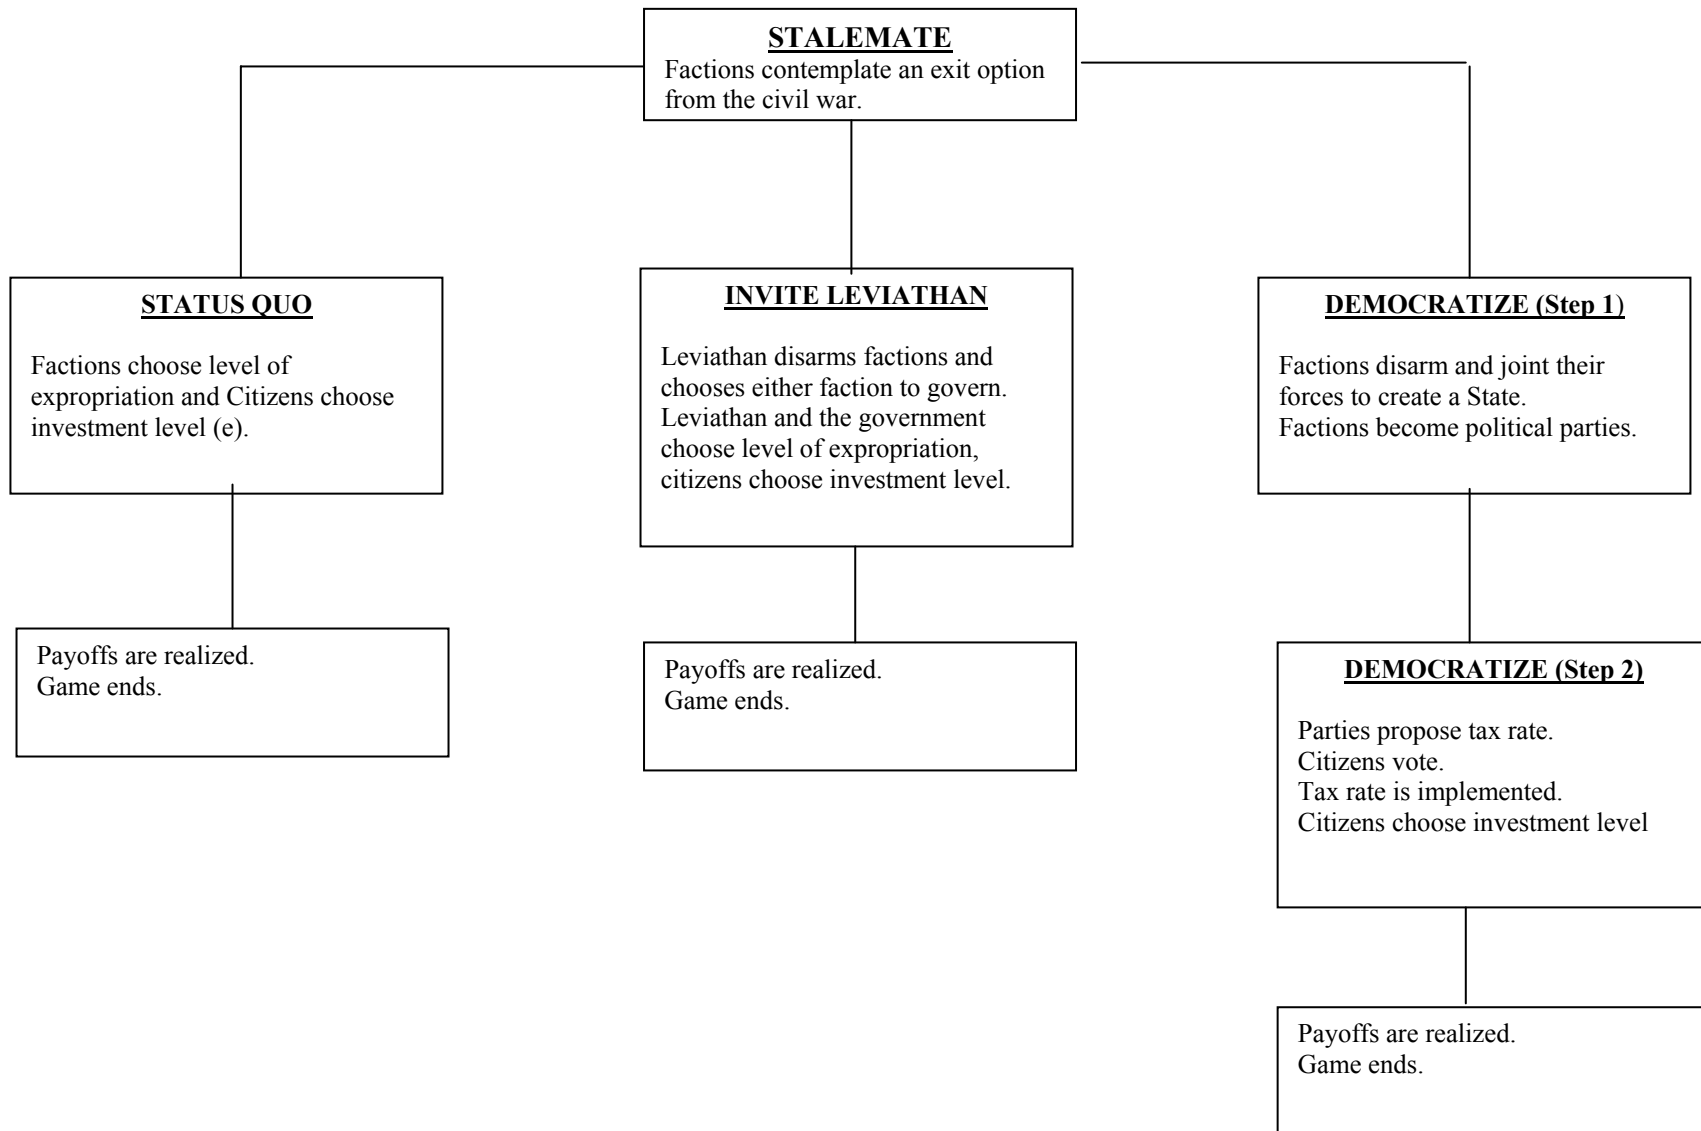 STALEMATE
Factions contemplate an exit option
from the civil war.
STATUS QUO
Factions choose level of
expropriation and Citizens choose
investment level (e).
INVITE LEVIATHAN
Leviathan disarms factions and
chooses either faction to govern.
Leviathan and the government
choose level of expropriation,
citizens choose investment level.
DEMOCRATIZE (Step 1)
Factions disarm and joint their
forces to create a State.
Factions become political parties.
Payoffs are realized.
Game ends.
Payoffs are realized.
Game ends.
DEMOCRATIZE (Step 2)
Parties propose tax rate.
Citizens vote.
Tax rate is implemented.
Citizens choose investment level
Payoffs are realized.
Game ends.